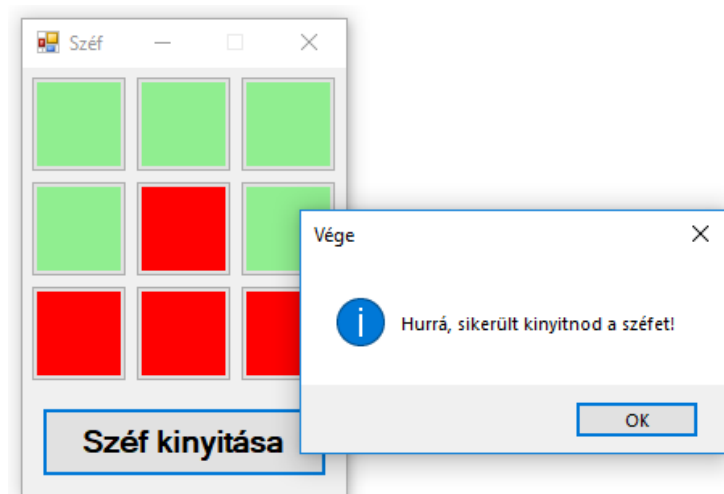 Széf
Vége
Hurrá, sikerült kinyitnod a széfet!
OK
Széf kinyitása